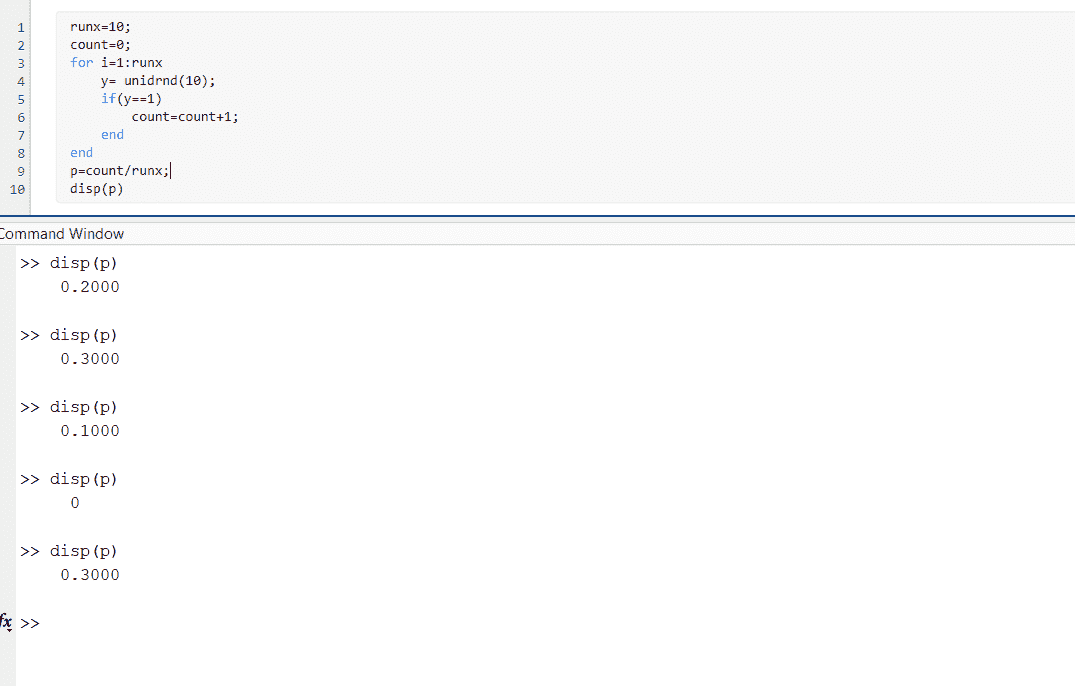 1 runx=10;
2 count=0;
3 for i=1:runx
4     y= unidrnd(10);
5     if(y==1)
6         count=count+1;
7     end
8 end
9 p=count/runx;
10 disp(p)
Command Window
>> disp(p)
    0.2000
>> disp(p)
    0.3000
>> disp(p)
    0.1000
>> disp(p)
     0
>> disp(p)
    0.3000
fx >>